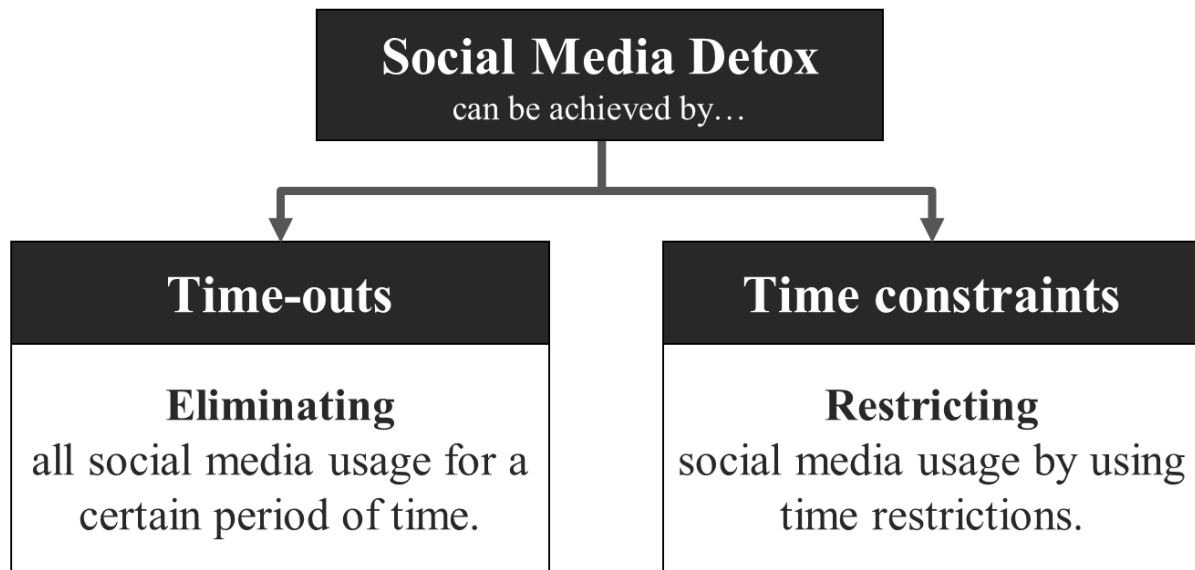 Social Media Detox
can be achieved by…
Time-outs
Eliminating
all social media usage for a
certain period of time.
Time constraints
Restricting
social media usage by using
time restrictions.